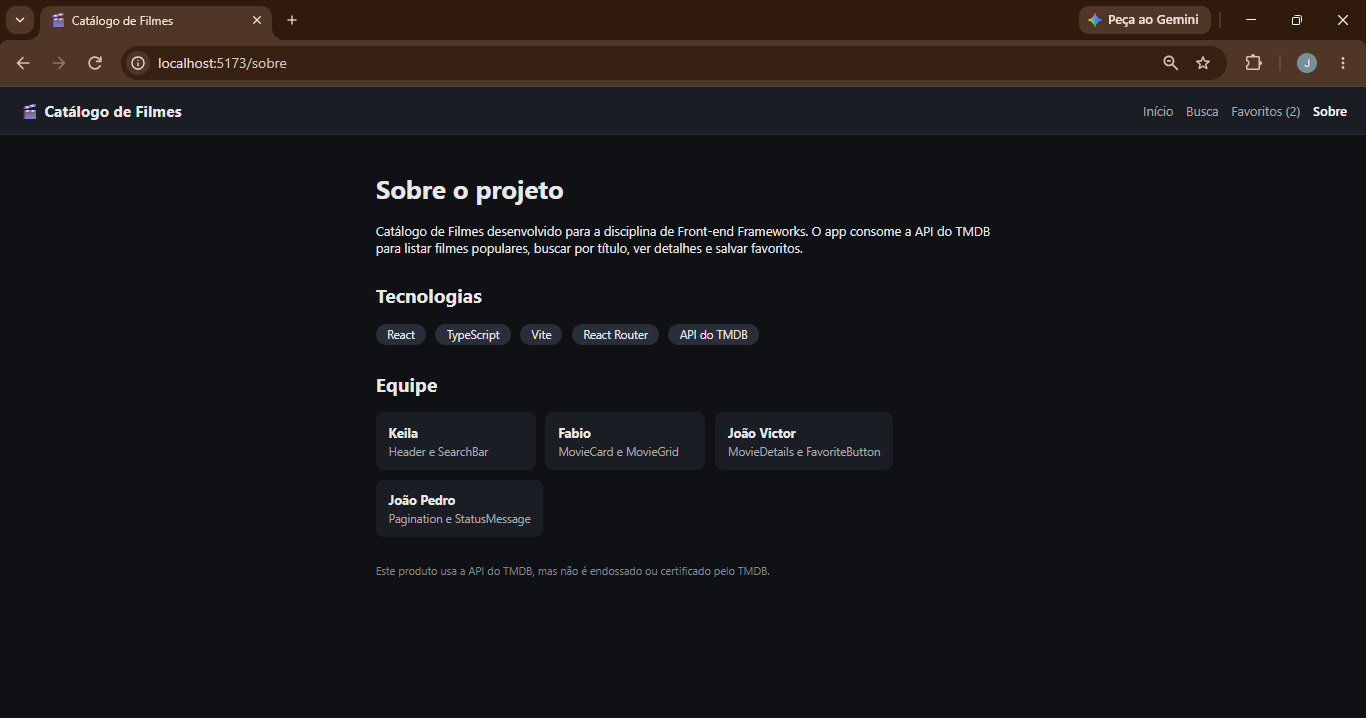 Catálogo de Filmes
Peça ao Gemini
localhost:5173/sobre
J
Catálogo de Filmes
Início Busca Favoritos (2) Sobre
Sobre o projeto
Catálogo de Filmes desenvolvido para a disciplina de Front-end Frameworks. O app consome a API do TMDB
para listar filmes populares, buscar por título, ver detalhes e salvar favoritos.
Tecnologias
React TypeScript Vite React Router API do TMDB
Equipe
Keila
Header e SearchBar
Fabio
MovieCard e MovieGrid
João Victor
MovieDetails e FavoriteButton
João Pedro
Pagination e StatusMessage
Este produto usa a API do TMDB, mas não é endossado ou certificado pelo TMDB.